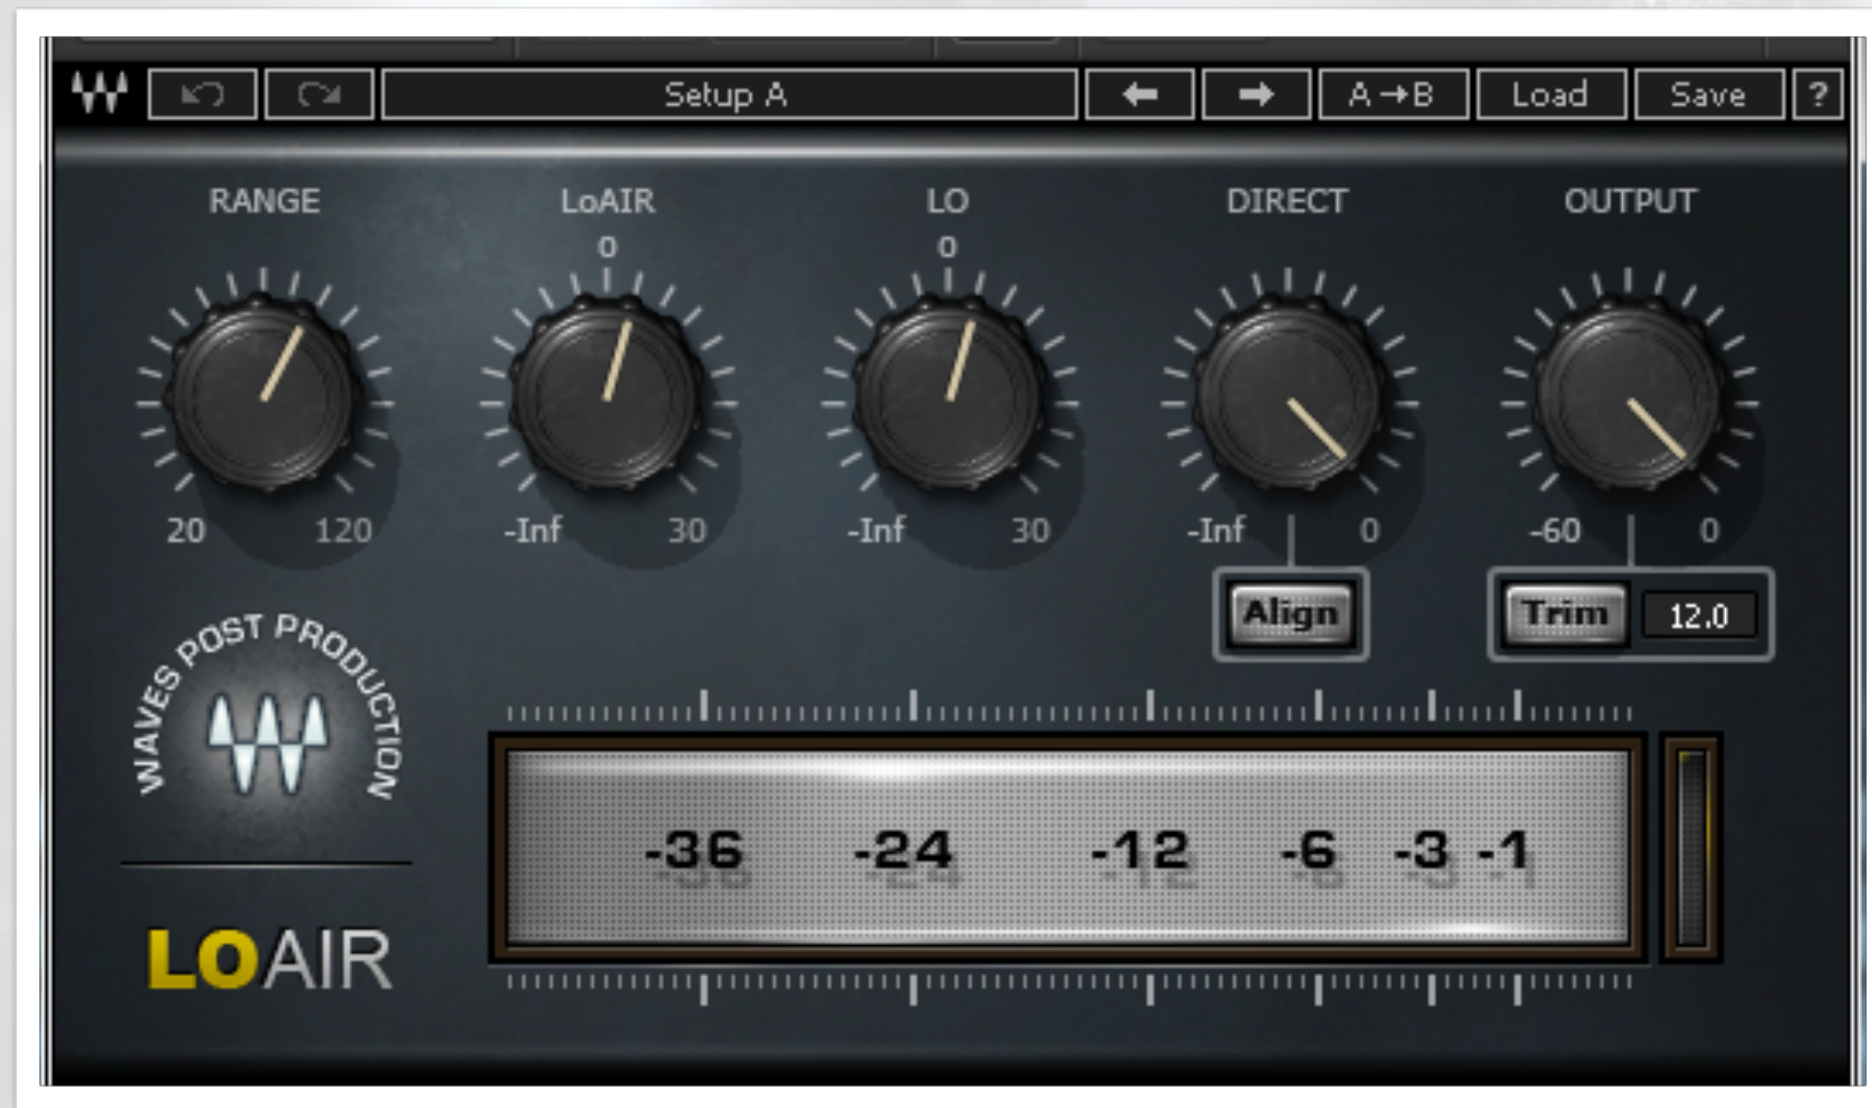 Setup A
A→B
Load
Save
?
RANGE
LoAIR
LO
DIRECT
OUTPUT
0
0
20
120
-Inf
30
-Inf
30
-Inf
0
-60
0
Align
Trim
12.0
WAVES POST PRODUCTION
-36
-24
-12
-6
-3
-1
LOAIR